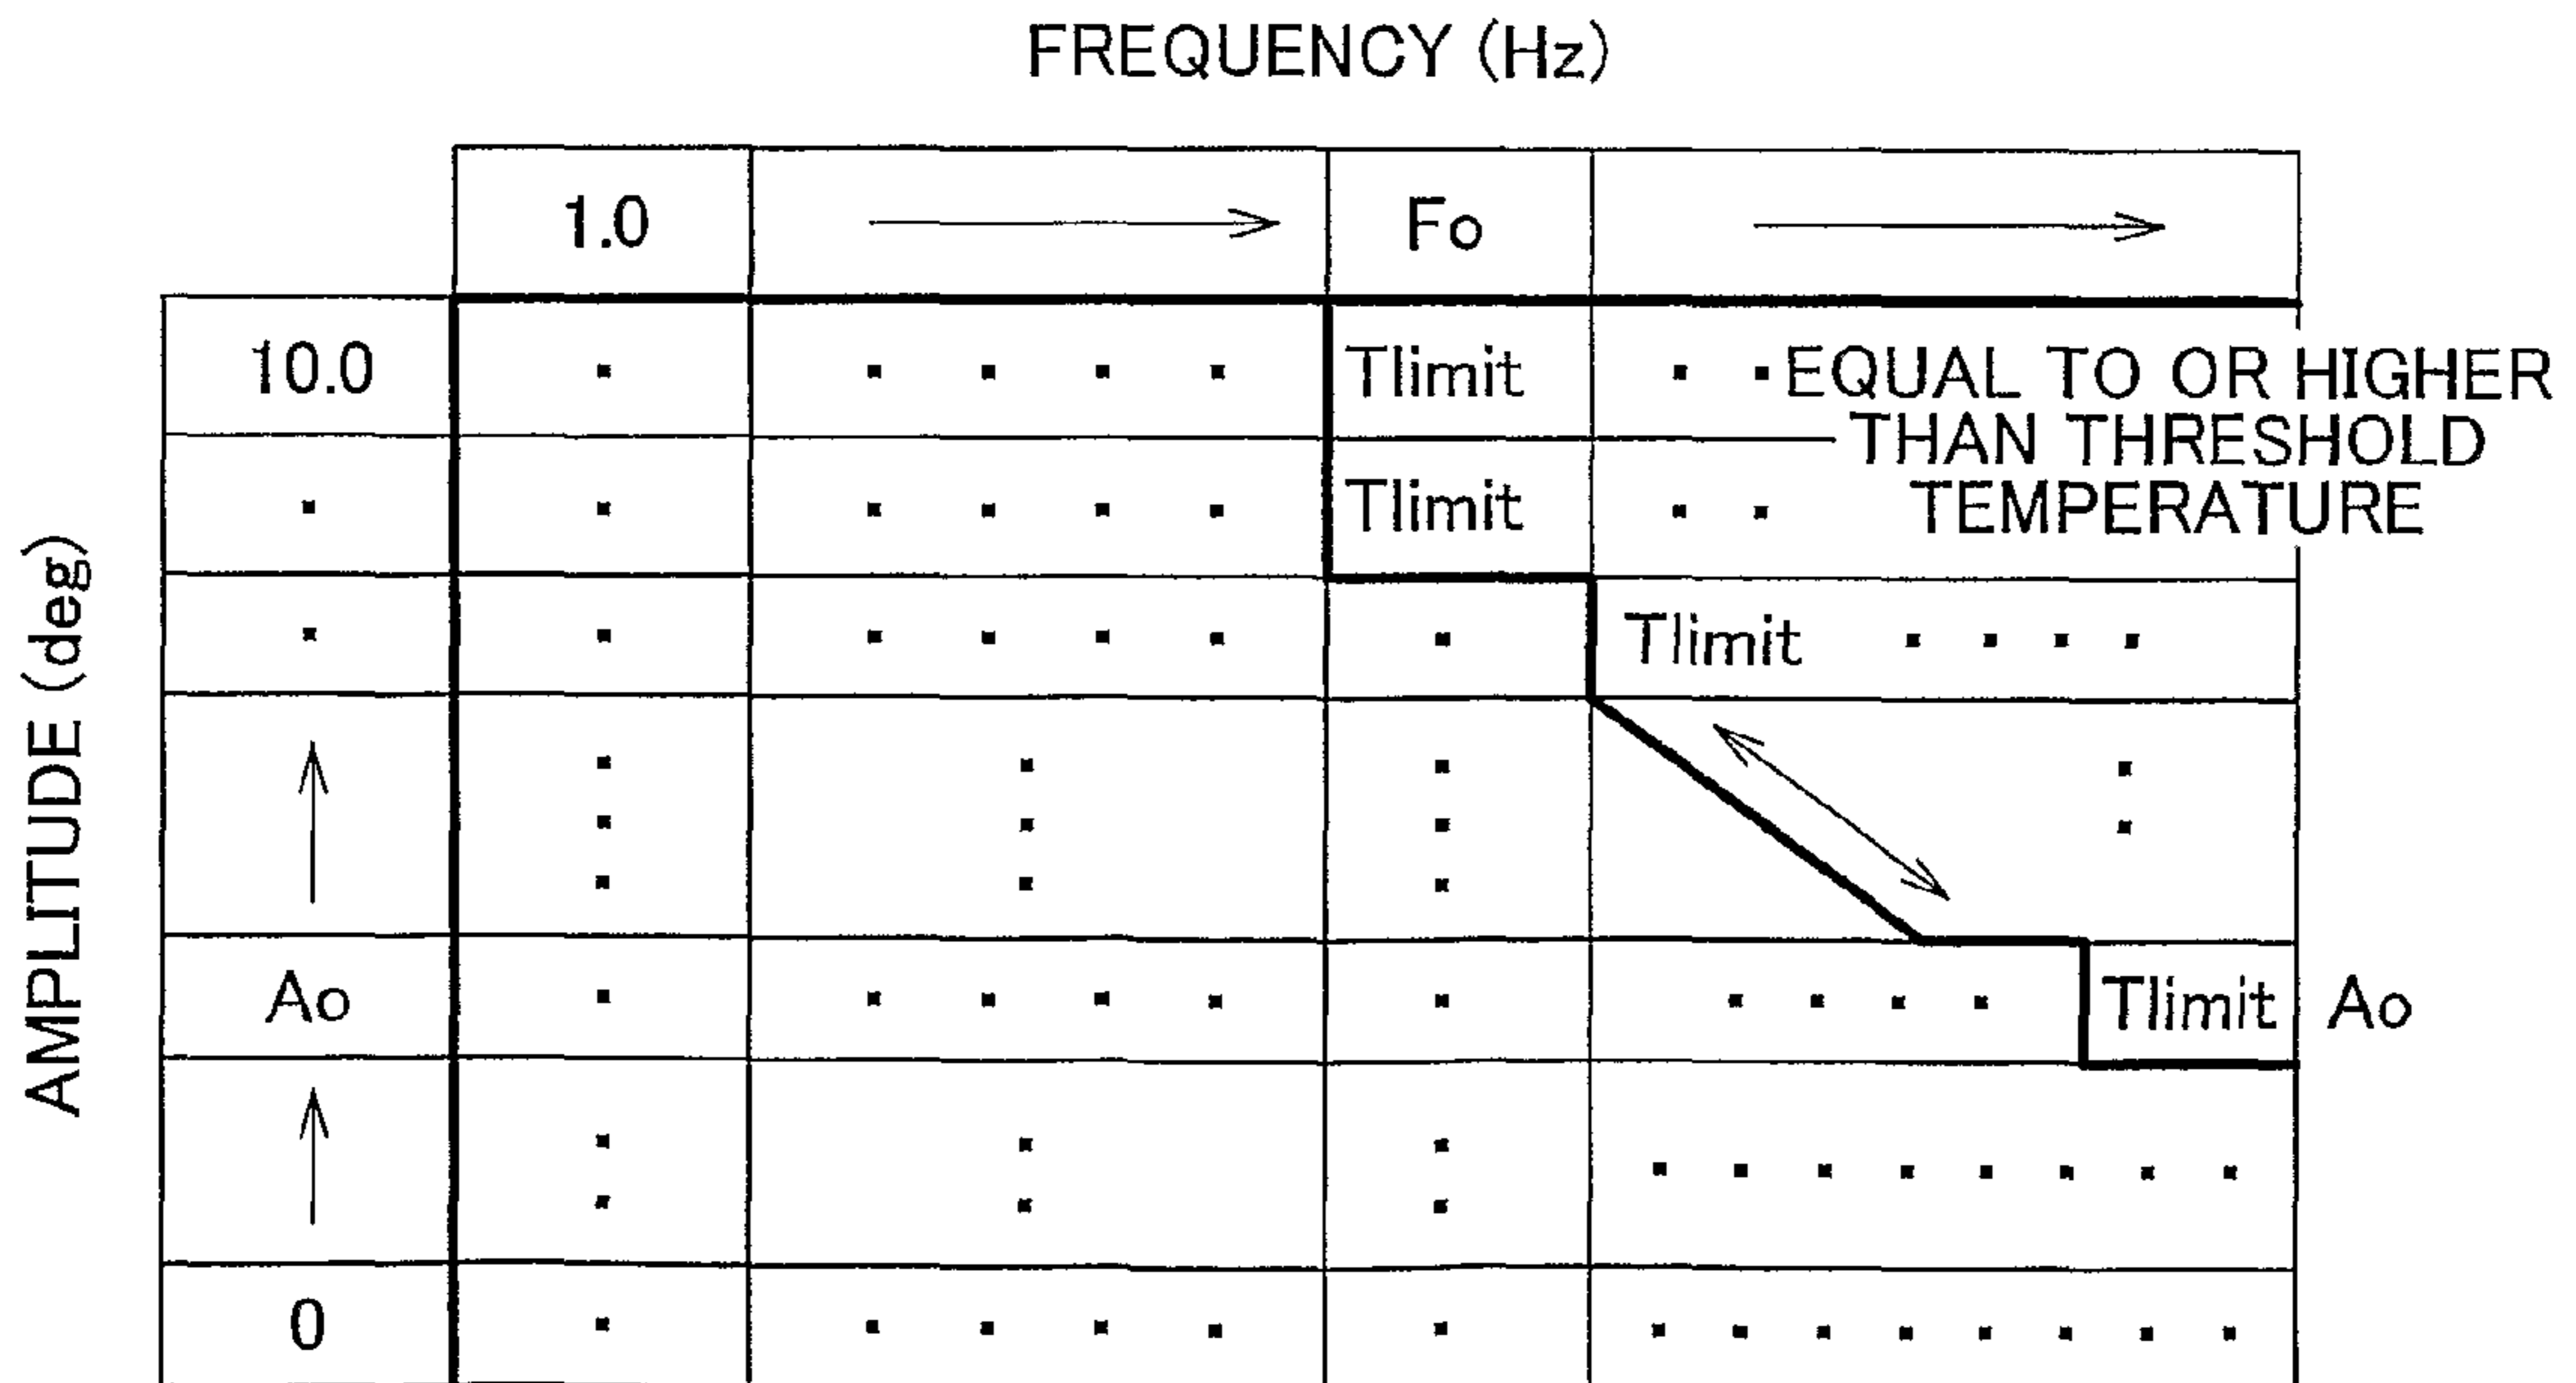 FREQUENCY (Hz)
1.0 Fo
10.0 Tlimit EQUAL TO OR HIGHER
THAN THRESHOLD
Tlimit TEMPERATURE
Tlimit
AMPLITUDE (deg)
Ao Tlimit Ao
0